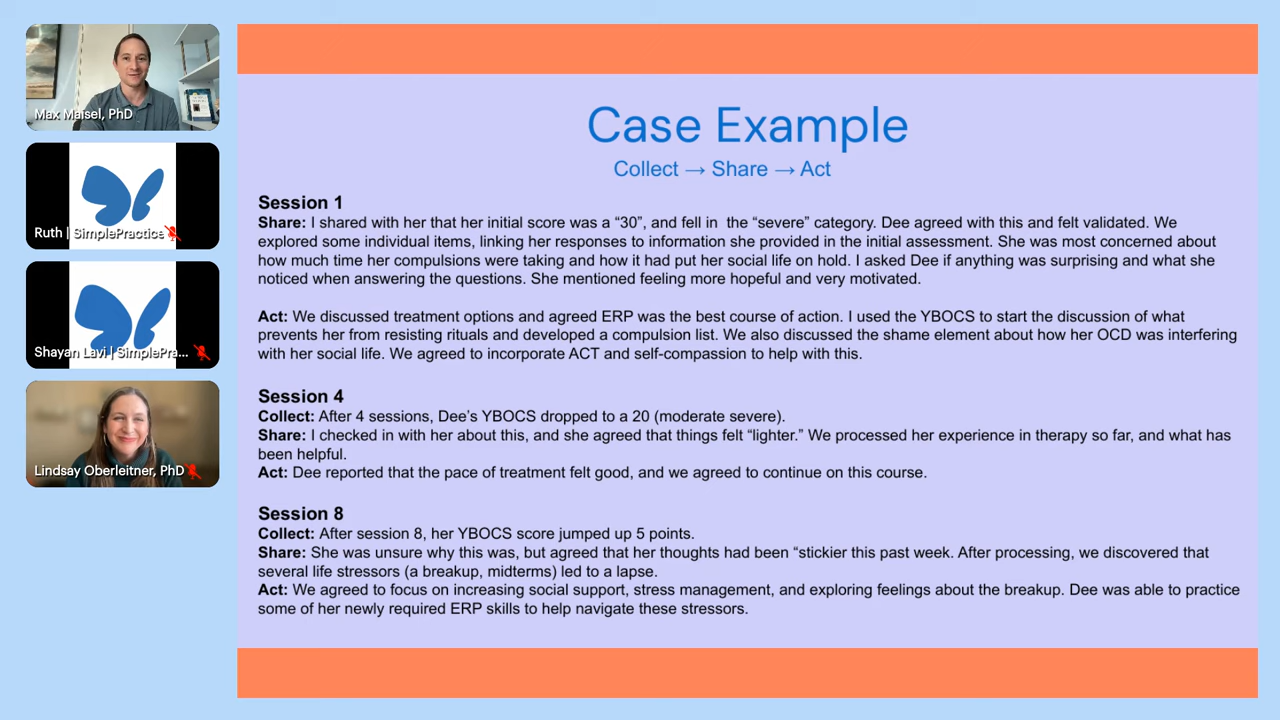 Max Maisel, PhD
Ruth | SimplePractice
Shayan Lavi | SimplePra...
Lindsay Oberleitner, PhD
Case Example
Collect → Share → Act
Session 1
Share: I shared with her that her initial score was a “30”, and fell in  the “severe” category. Dee agreed with this and felt validated. We
explored some individual items, linking her responses to information she provided in the initial assessment. She was most concerned about
how much time her compulsions were taking and how it had put her social life on hold. I asked Dee if anything was surprising and what she
noticed when answering the questions. She mentioned feeling more hopeful and very motivated.
Act: We discussed treatment options and agreed ERP was the best course of action. I used the YBOCS to start the discussion of what
prevents her from resisting rituals and developed a compulsion list. We also discussed the shame element about how her OCD was interfering
with her social life. We agreed to incorporate ACT and self-compassion to help with this.
Session 4
Collect: After 4 sessions, Dee’s YBOCS dropped to a 20 (moderate severe).
Share: I checked in with her about this, and she agreed that things felt “lighter.” We processed her experience in therapy so far, and what has
been helpful.
Act: Dee reported that the pace of treatment felt good, and we agreed to continue on this course.
Session 8
Collect: After session 8, her YBOCS score jumped up 5 points.
Share: She was unsure why this was, but agreed that her thoughts had been “stickier this past week. After processing, we discovered that
several life stressors (a breakup, midterms) led to a lapse.
Act: We agreed to focus on increasing social support, stress management, and exploring feelings about the breakup. Dee was able to practice
some of her newly required ERP skills to help navigate these stressors.